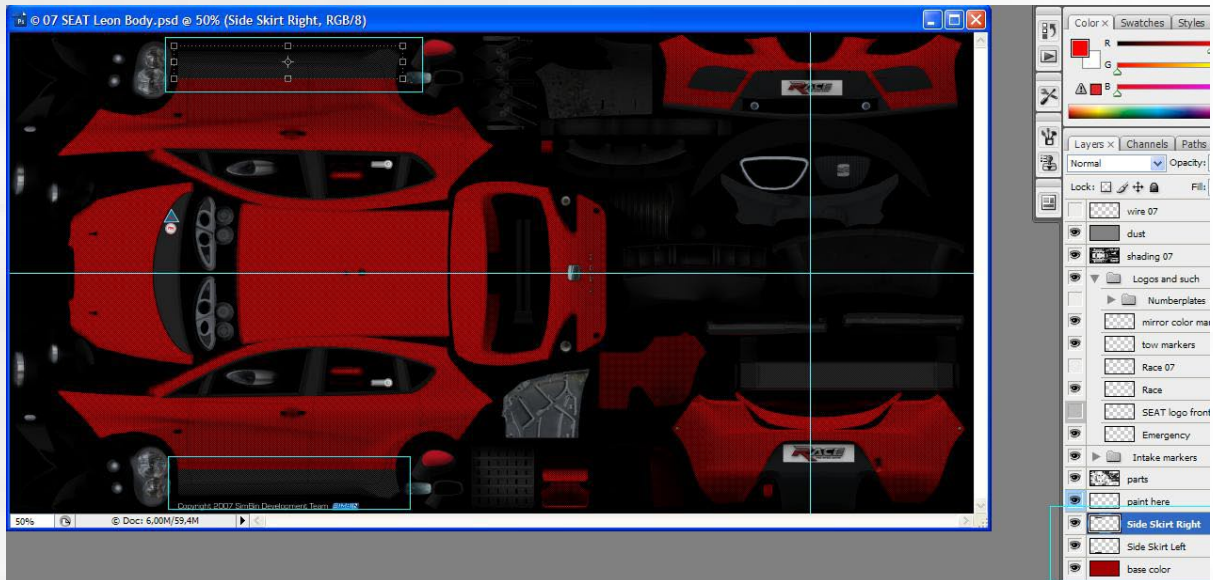 © 07 SEAT Leon Body.psd @ 50% (Side Skirt Right, RGB/8)
RACE
RACE
Copyright 2007 SimBin Development Team
50%
© Doc: 6,00M/59,4M
Color × Swatches Styles
R
G
B
Layers × Channels Paths
Normal Opacity:
Lock: Fill:
wire 07
dust
shading 07
Logos and such
Numberplates
mirror color mar
tow markers
Race 07
Race
SEAT logo front
Emergency
Intake markers
parts
paint here
Side Skirt Right
Side Skirt Left
base color